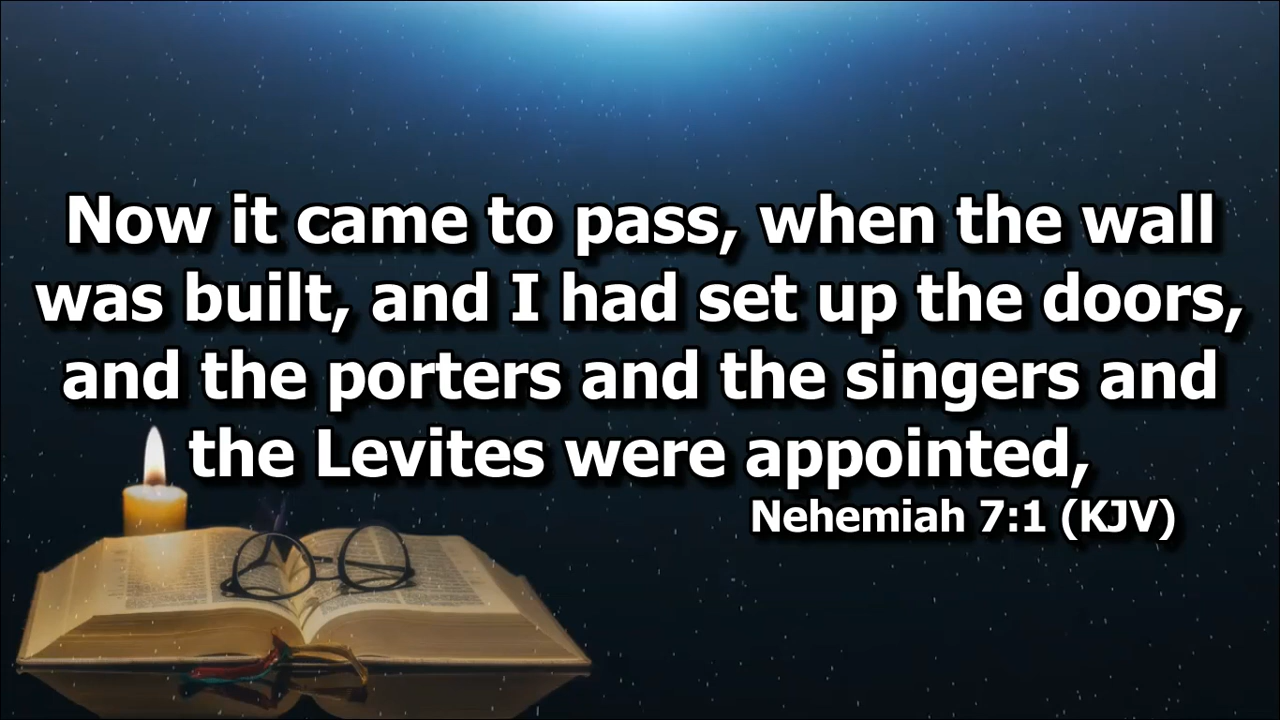 Now it came to pass, when the wall
was built, and I had set up the doors,
and the porters and the singers and
the Levites were appointed,
Nehemiah 7:1 (KJV)